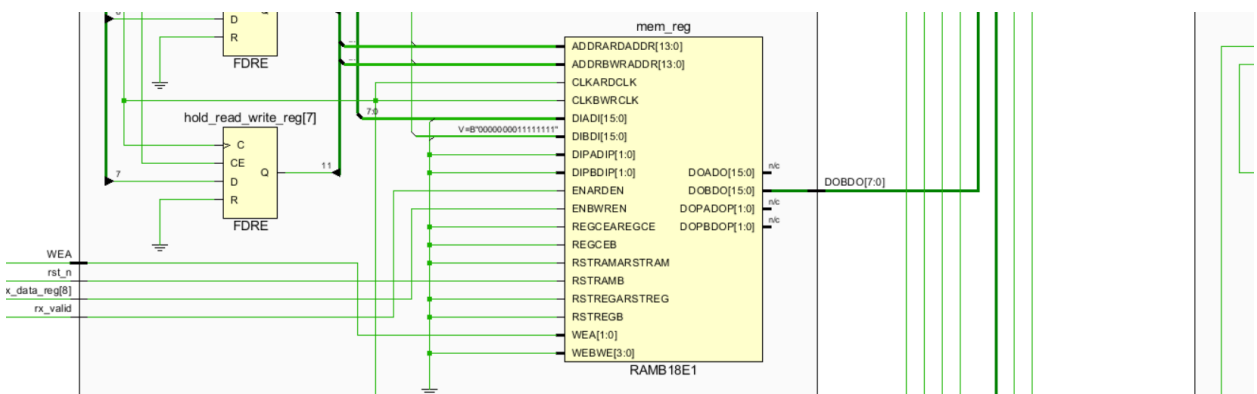 mem_reg
D
R
FDRE
ADDRARDADDR[13:0]
ADDRBWRADDR[13:0]
CLKARDCLK
CLKBWRCLK
7:0
DIADI[15:0]
hold_read_write_reg[7]
V=B"0000000011111111"
DIBDI[15:0]
C
CE
Q
11
7
D
R
FDRE
DIPADIP[1:0]
DIPBDIP[1:0]
ENARDEN
ENBWREN
REGCEAREGCE
REGCEB
RSTRAMARSTRAM
RSTRAMB
RSTREGARSTREG
RSTREGB
WEA[1:0]
WEBWE[3:0]
DOADO[15:0]
n/c
DOBDO[15:0]
DOBDO[7:0]
DOPADOP[1:0]
n/c
DOPBDOP[1:0]
n/c
WEA
rst_n
x_data_reg[8]
rx_valid
RAMB18E1